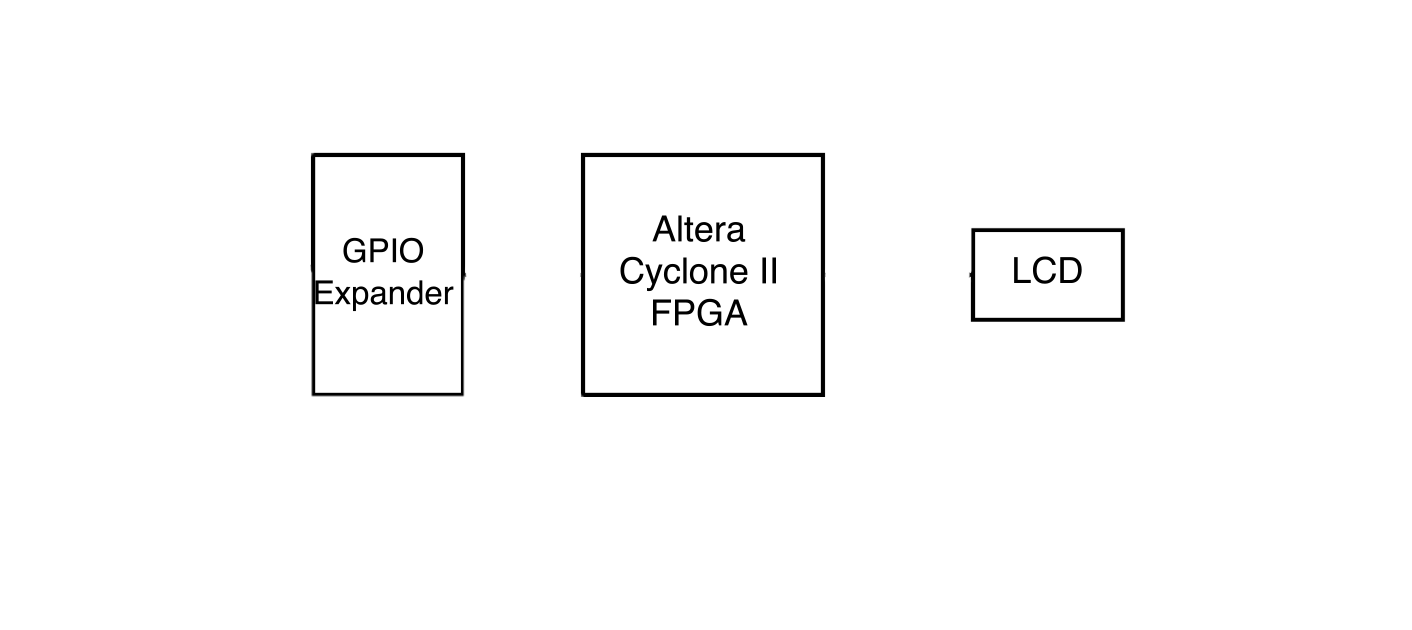 GPIO
Expander
Altera
Cyclone II
FPGA
LCD